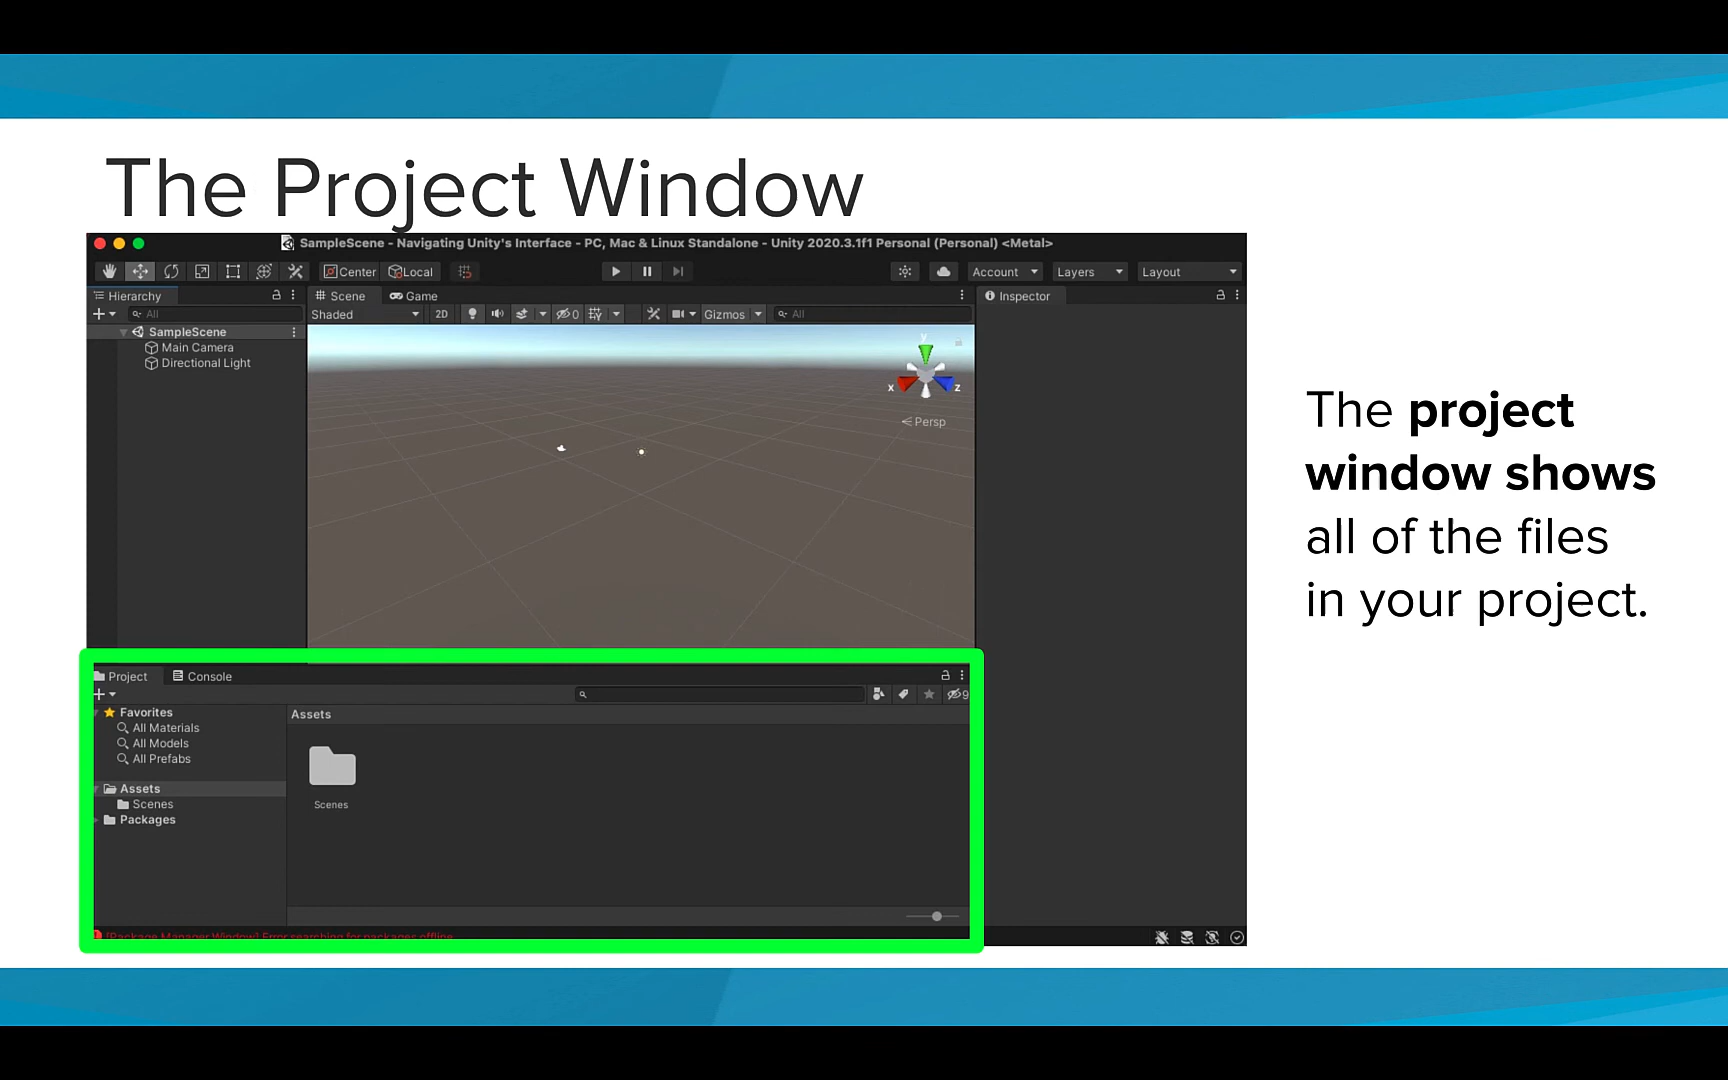 The Project Window
SampleScene - Navigating Unity's Interface - PC, Mac & Linux Standalone - Unity 2020.3.1f1 Personal (Personal) <Metal>
Center Local Account Layers Layout
Hierarchy
All
SampleScene
Main Camera
Directional Light
Scene Game
Shaded 2D 0 Gizmos All
y
x z
Persp
Inspector
Project Console
9
Favorites
All Materials
All Models
All Prefabs
Assets
Scenes
Packages
Assets
Scenes
[Package Manager Window] Error searching for packages offline.
The project
window shows
all of the files
in your project.